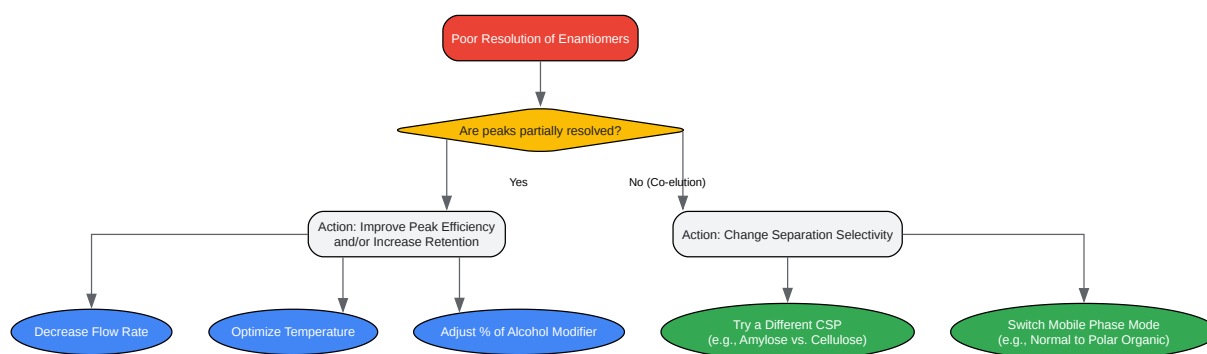 Poor Resolution of Enantiomers
Are peaks partially resolved?
Yes
No (Co-elution)
Action: Improve Peak Efficiency
and/or Increase Retention
Action: Change Separation Selectivity
Decrease Flow Rate
Optimize Temperature
Adjust % of Alcohol Modifier
Try a Different CSP
(e.g., Amylose vs. Cellulose)
Switch Mobile Phase Mode
(e.g., Normal to Polar Organic)